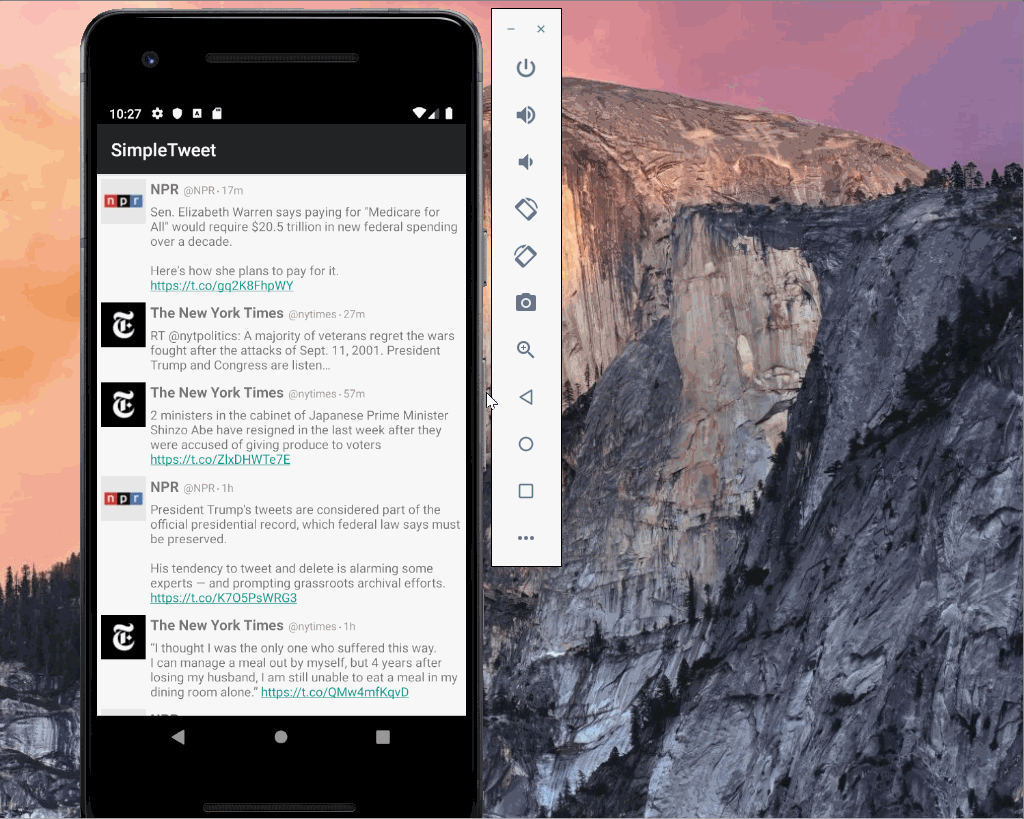 10:27
SimpleTweet
npr
NPR @NPR · 17m
Sen. Elizabeth Warren says paying for "Medicare for
All" would require $20.5 trillion in new federal spending
over a decade.
Here's how she plans to pay for it.
https://t.co/gq2K8FhpWY
The New York Times @nytimes · 27m
RT @nytpolitics: A majority of veterans regret the wars
fought after the attacks of Sept. 11, 2001. President
Trump and Congress are listen…
The New York Times @nytimes · 57m
2 ministers in the cabinet of Japanese Prime Minister
Shinzo Abe have resigned in the last week after they
were accused of giving produce to voters
https://t.co/ZlxDHWTe7E
npr
NPR @NPR · 1h
President Trump's tweets are considered part of the
official presidential record, which federal law says must
be preserved.
His tendency to tweet and delete is alarming some
experts — and prompting grassroots archival efforts.
https://t.co/K7O5PsWRG3
The New York Times @nytimes · 1h
“I thought I was the only one who suffered this way.
I can manage a meal out by myself, but 4 years after
losing my husband, I am still unable to eat a meal in my
dining room alone.” https://t.co/QMw4mfKqvD